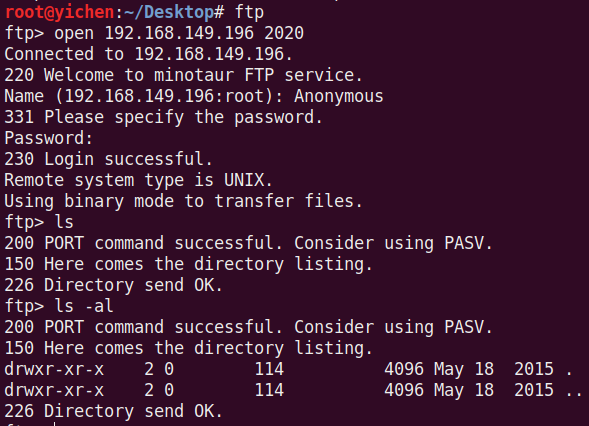 root@yichen:~/Desktop# ftp
ftp> open 192.168.149.196 2020
Connected to 192.168.149.196.
220 Welcome to minotaur FTP service.
Name (192.168.149.196:root): Anonymous
331 Please specify the password.
Password:
230 Login successful.
Remote system type is UNIX.
Using binary mode to transfer files.
ftp> ls
200 PORT command successful. Consider using PASV.
150 Here comes the directory listing.
226 Directory send OK.
ftp> ls -al
200 PORT command successful. Consider using PASV.
150 Here comes the directory listing.
drwxr-xr-x    2 0        114          4096 May 18  2015 .
drwxr-xr-x    2 0        114          4096 May 18  2015 ..
226 Directory send OK.